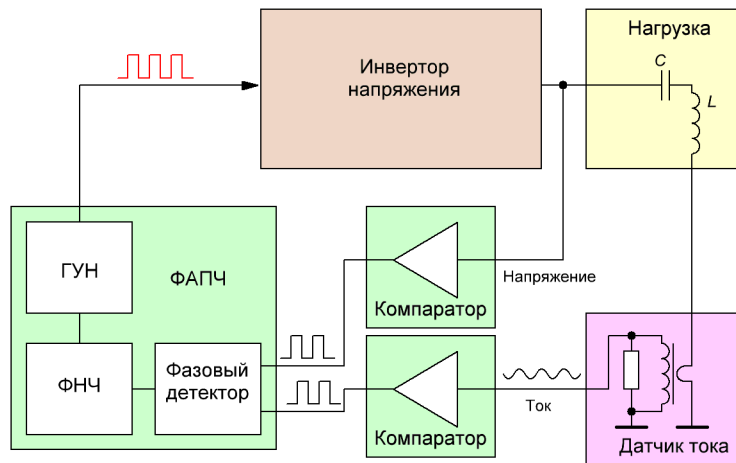 Инвертор
напряжения
Нагрузка
C
L
ГУН
ФАПЧ
ФНЧ
Фазовый
детектор
Компаратор
Напряжение
Компаратор
Ток
Датчик тока